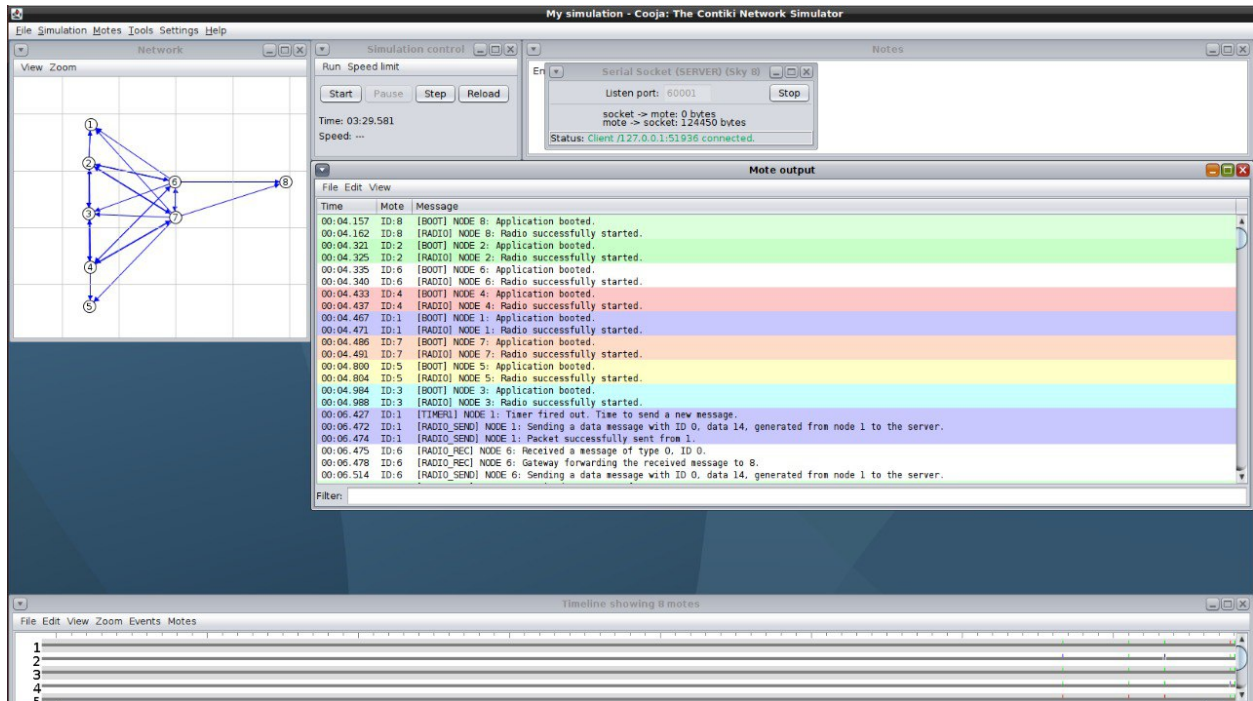 My simulation - Cooja: The Contiki Network Simulator
File Simulation Motes Tools Settings Help
Network
View Zoom
1
2
3
4
5
6
7
8
Simulation control
Run Speed limit
Start Pause Step Reload
Time: 03:29.581
Speed: ---
Notes
En
Serial Socket (SERVER) (Sky 8)
Listen port: 60001 Stop
socket -> mote: 0 bytes
mote -> socket: 124450 bytes
Status: Client /127.0.0.1:51936 connected.
Mote output
File Edit View
Time Mote Message
00:04.157 ID:8 [BOOT] NODE 8: Application booted.
00:04.162 ID:8 [RADIO] NODE 8: Radio successfully started.
00:04.321 ID:2 [BOOT] NODE 2: Application booted.
00:04.325 ID:2 [RADIO] NODE 2: Radio successfully started.
00:04.335 ID:6 [BOOT] NODE 6: Application booted.
00:04.340 ID:6 [RADIO] NODE 6: Radio successfully started.
00:04.433 ID:4 [BOOT] NODE 4: Application booted.
00:04.437 ID:4 [RADIO] NODE 4: Radio successfully started.
00:04.467 ID:1 [BOOT] NODE 1: Application booted.
00:04.471 ID:1 [RADIO] NODE 1: Radio successfully started.
00:04.486 ID:7 [BOOT] NODE 7: Application booted.
00:04.491 ID:7 [RADIO] NODE 7: Radio successfully started.
00:04.800 ID:5 [BOOT] NODE 5: Application booted.
00:04.804 ID:5 [RADIO] NODE 5: Radio successfully started.
00:04.984 ID:3 [BOOT] NODE 3: Application booted.
00:04.988 ID:3 [RADIO] NODE 3: Radio successfully started.
00:06.427 ID:1 [TIMER1] NODE 1: Timer fired out. Time to send a new message.
00:06.472 ID:1 [RADIO_SEND] NODE 1: Sending a data message with ID 0, data 14, generated from node 1 to the server.
00:06.474 ID:1 [RADIO_SEND] NODE 1: Packet successfully sent from 1.
00:06.475 ID:6 [RADIO_REC] NODE 6: Received a message of type 0, ID 0.
00:06.478 ID:6 [RADIO_REC] NODE 6: Gateway forwarding the received message to 8.
00:06.514 ID:6 [RADIO_SEND] NODE 6: Sending a data message with ID 0, data 14, generated from node 1 to the server.
Filter:
Timeline showing 8 motes
File Edit View Zoom Events Motes
1
2
3
4
5